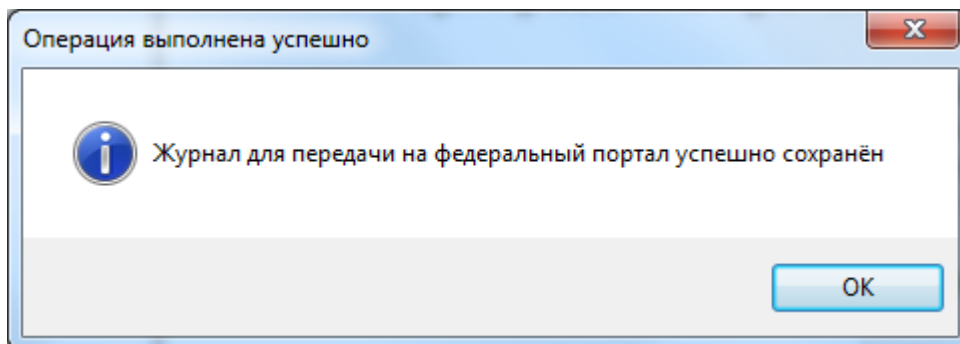 Операция выполнена успешно
Журнал для передачи на федеральный портал успешно сохранён
OK